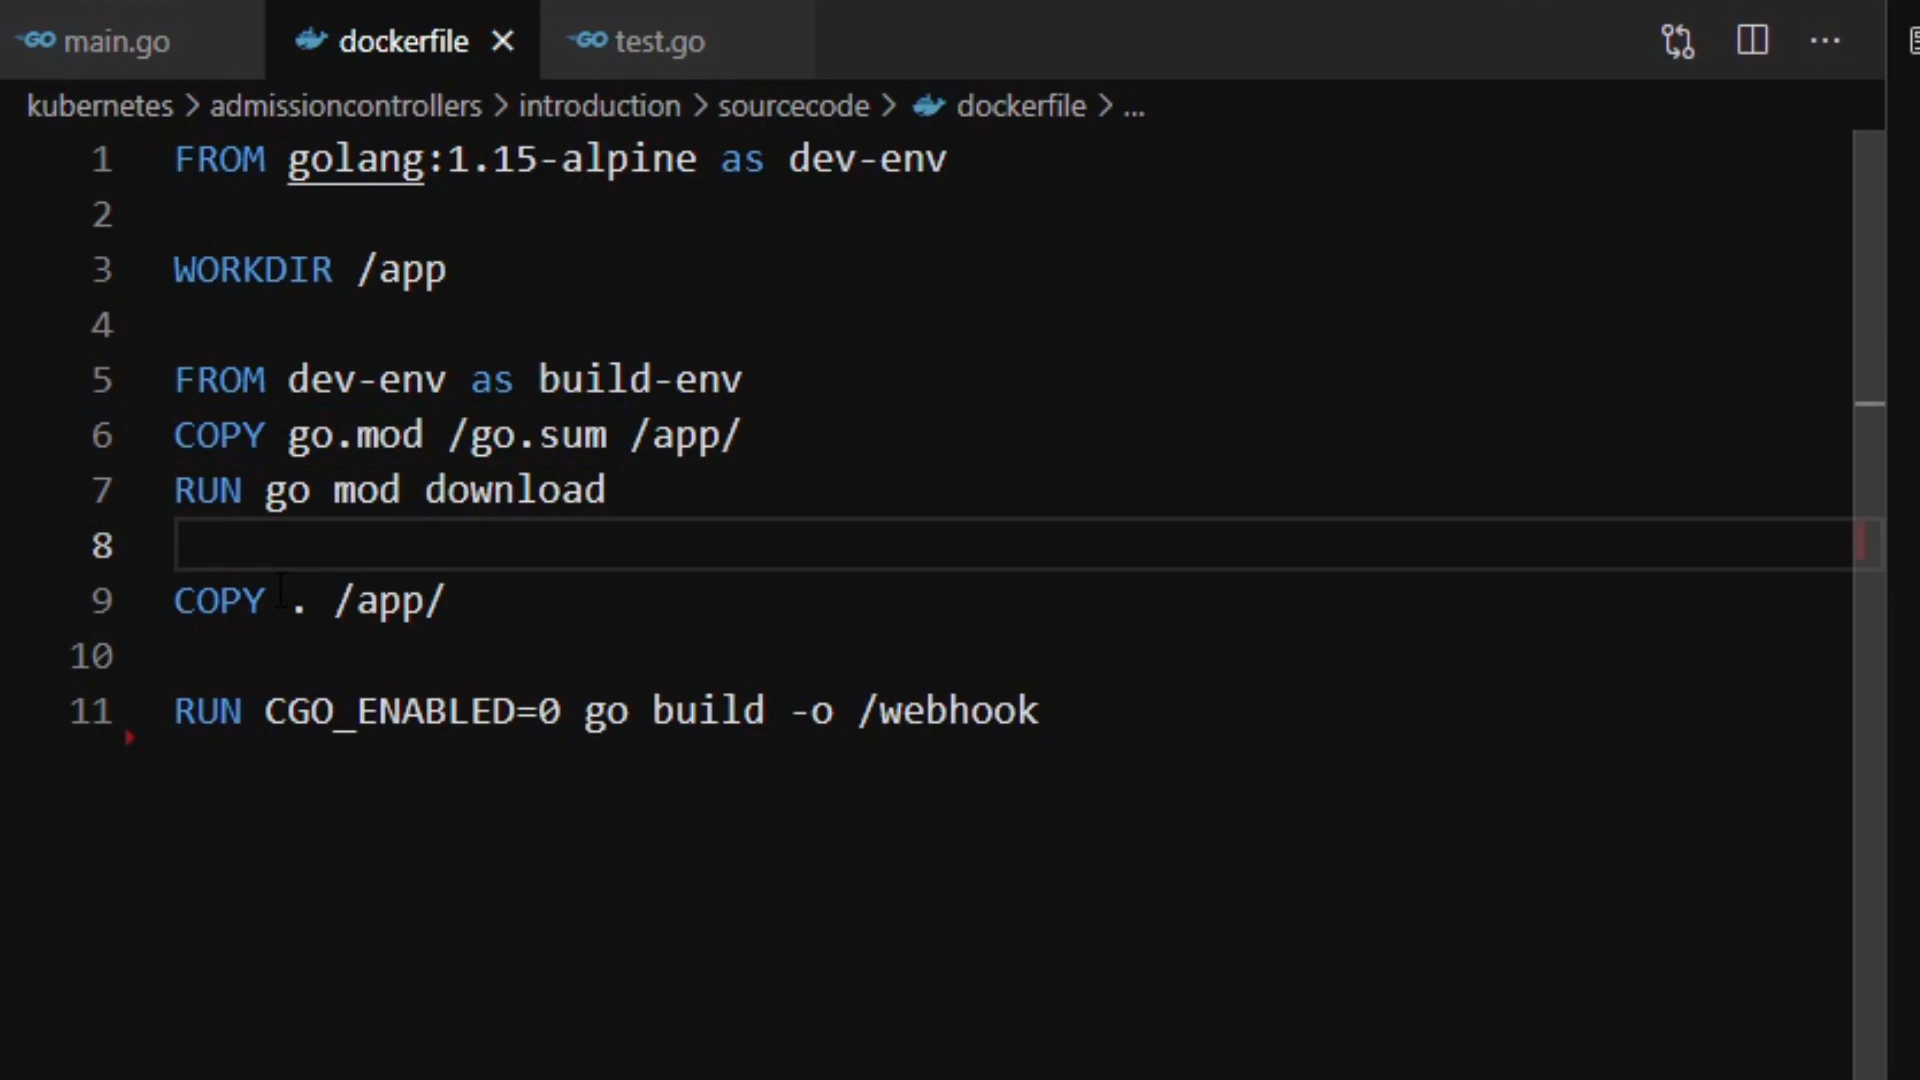 GO main.go dockerfile GO test.go
kubernetes > admissioncontrollers > introduction > sourcecode > dockerfile > ...
1 FROM golang:1.15-alpine as dev-env
2
3 WORKDIR /app
4
5 FROM dev-env as build-env
6 COPY go.mod /go.sum /app/
7 RUN go mod download
8
9 COPY . /app/
10
11 RUN CGO_ENABLED=0 go build -o /webhook